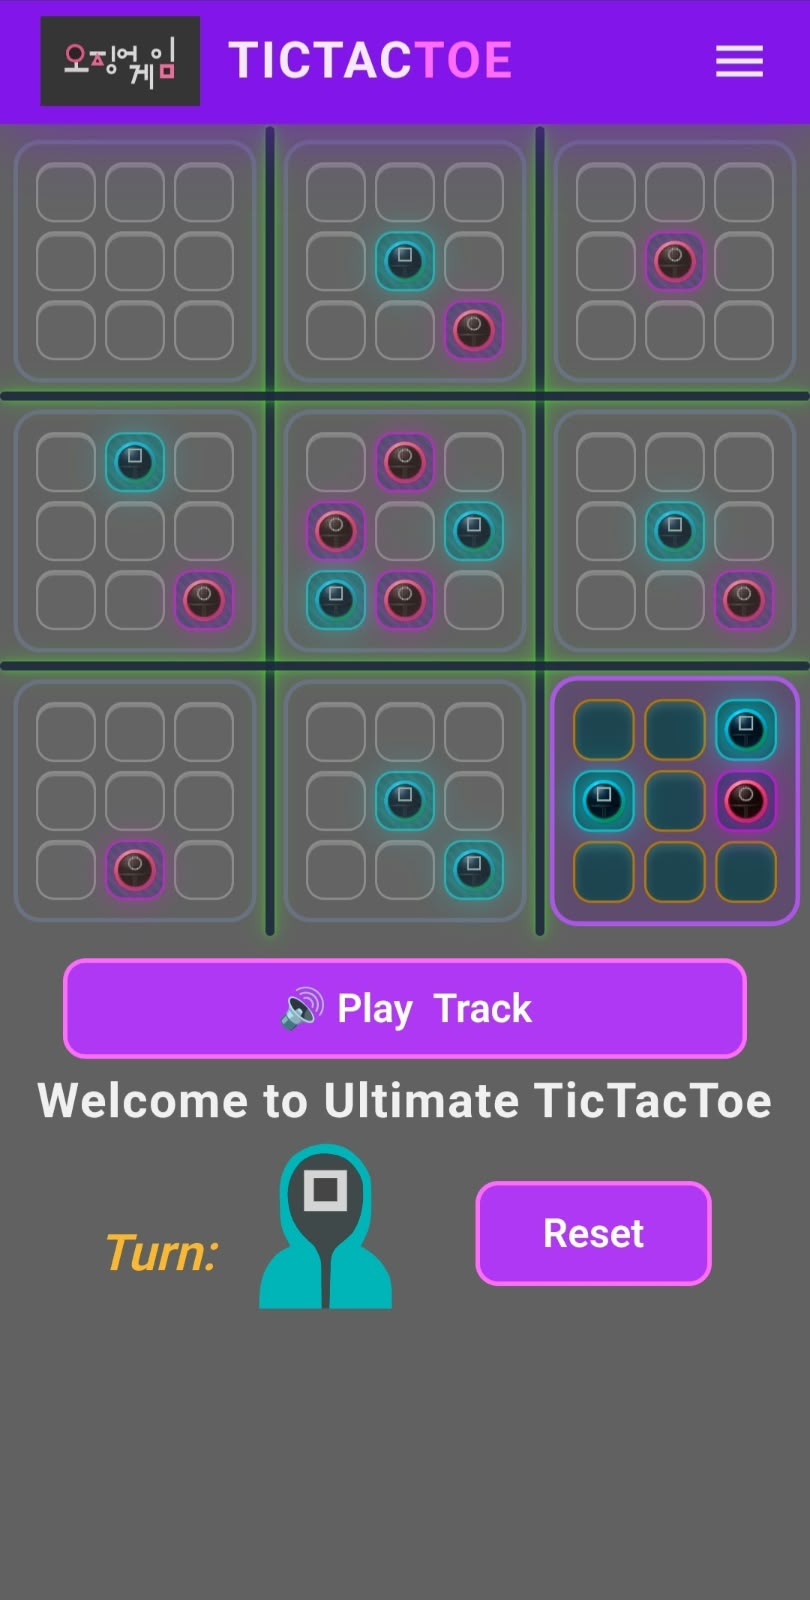 오징어
게임
TICTACTOE
Play Track
Welcome to Ultimate TicTacToe
Turn:
Reset